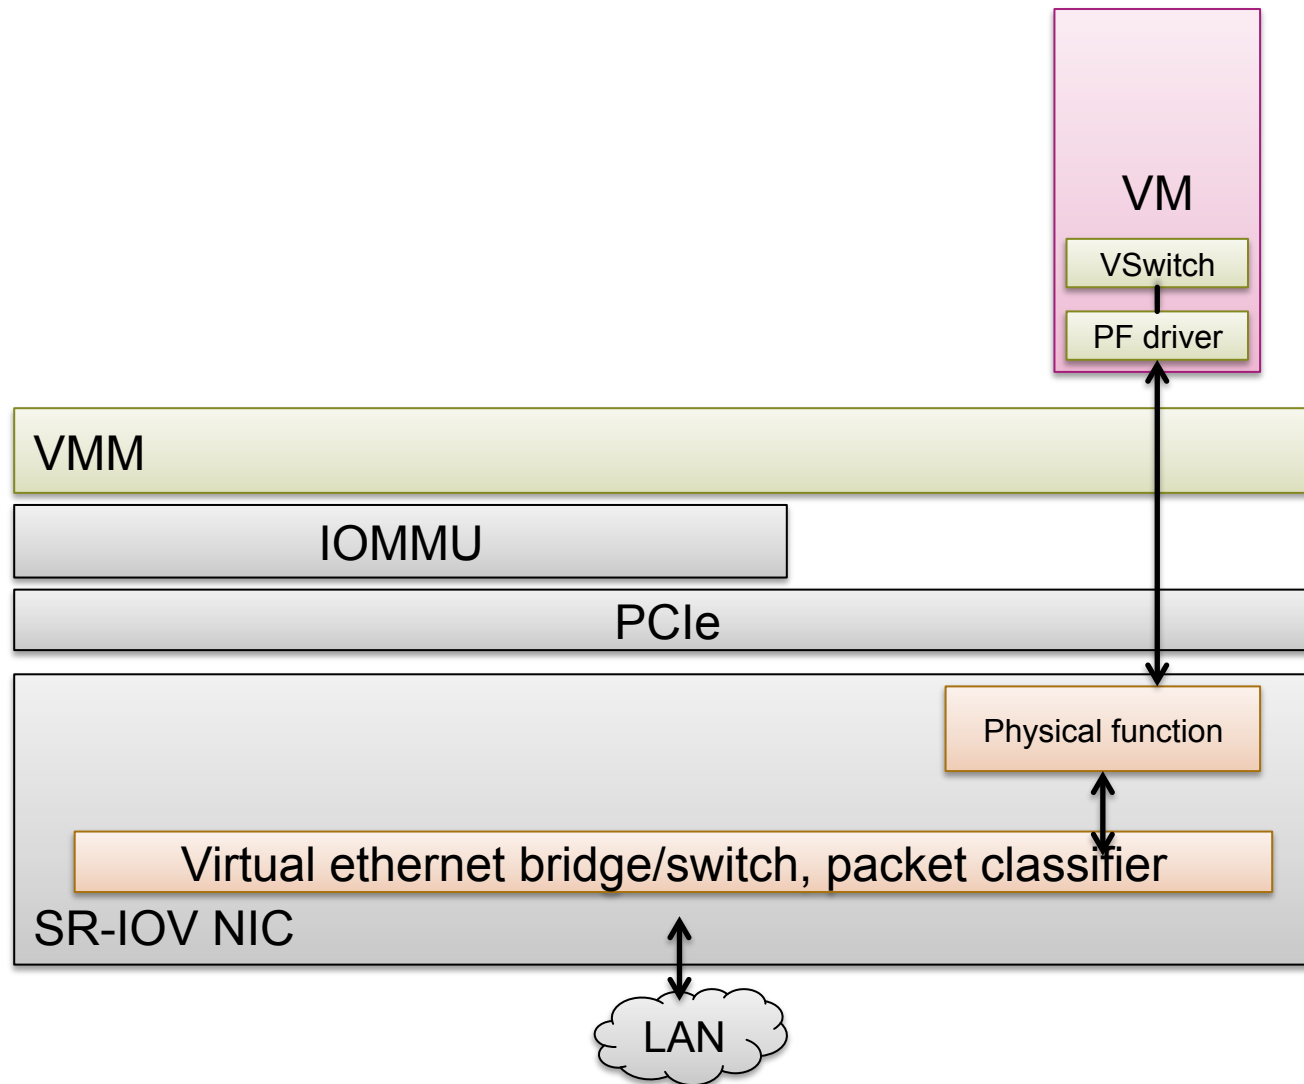 VM
VSwitch
PF driver
VMM
IOMMU
PCIe
Physical function
Virtual ethernet bridge/switch, packet classifier
SR-IOV NIC
LAN